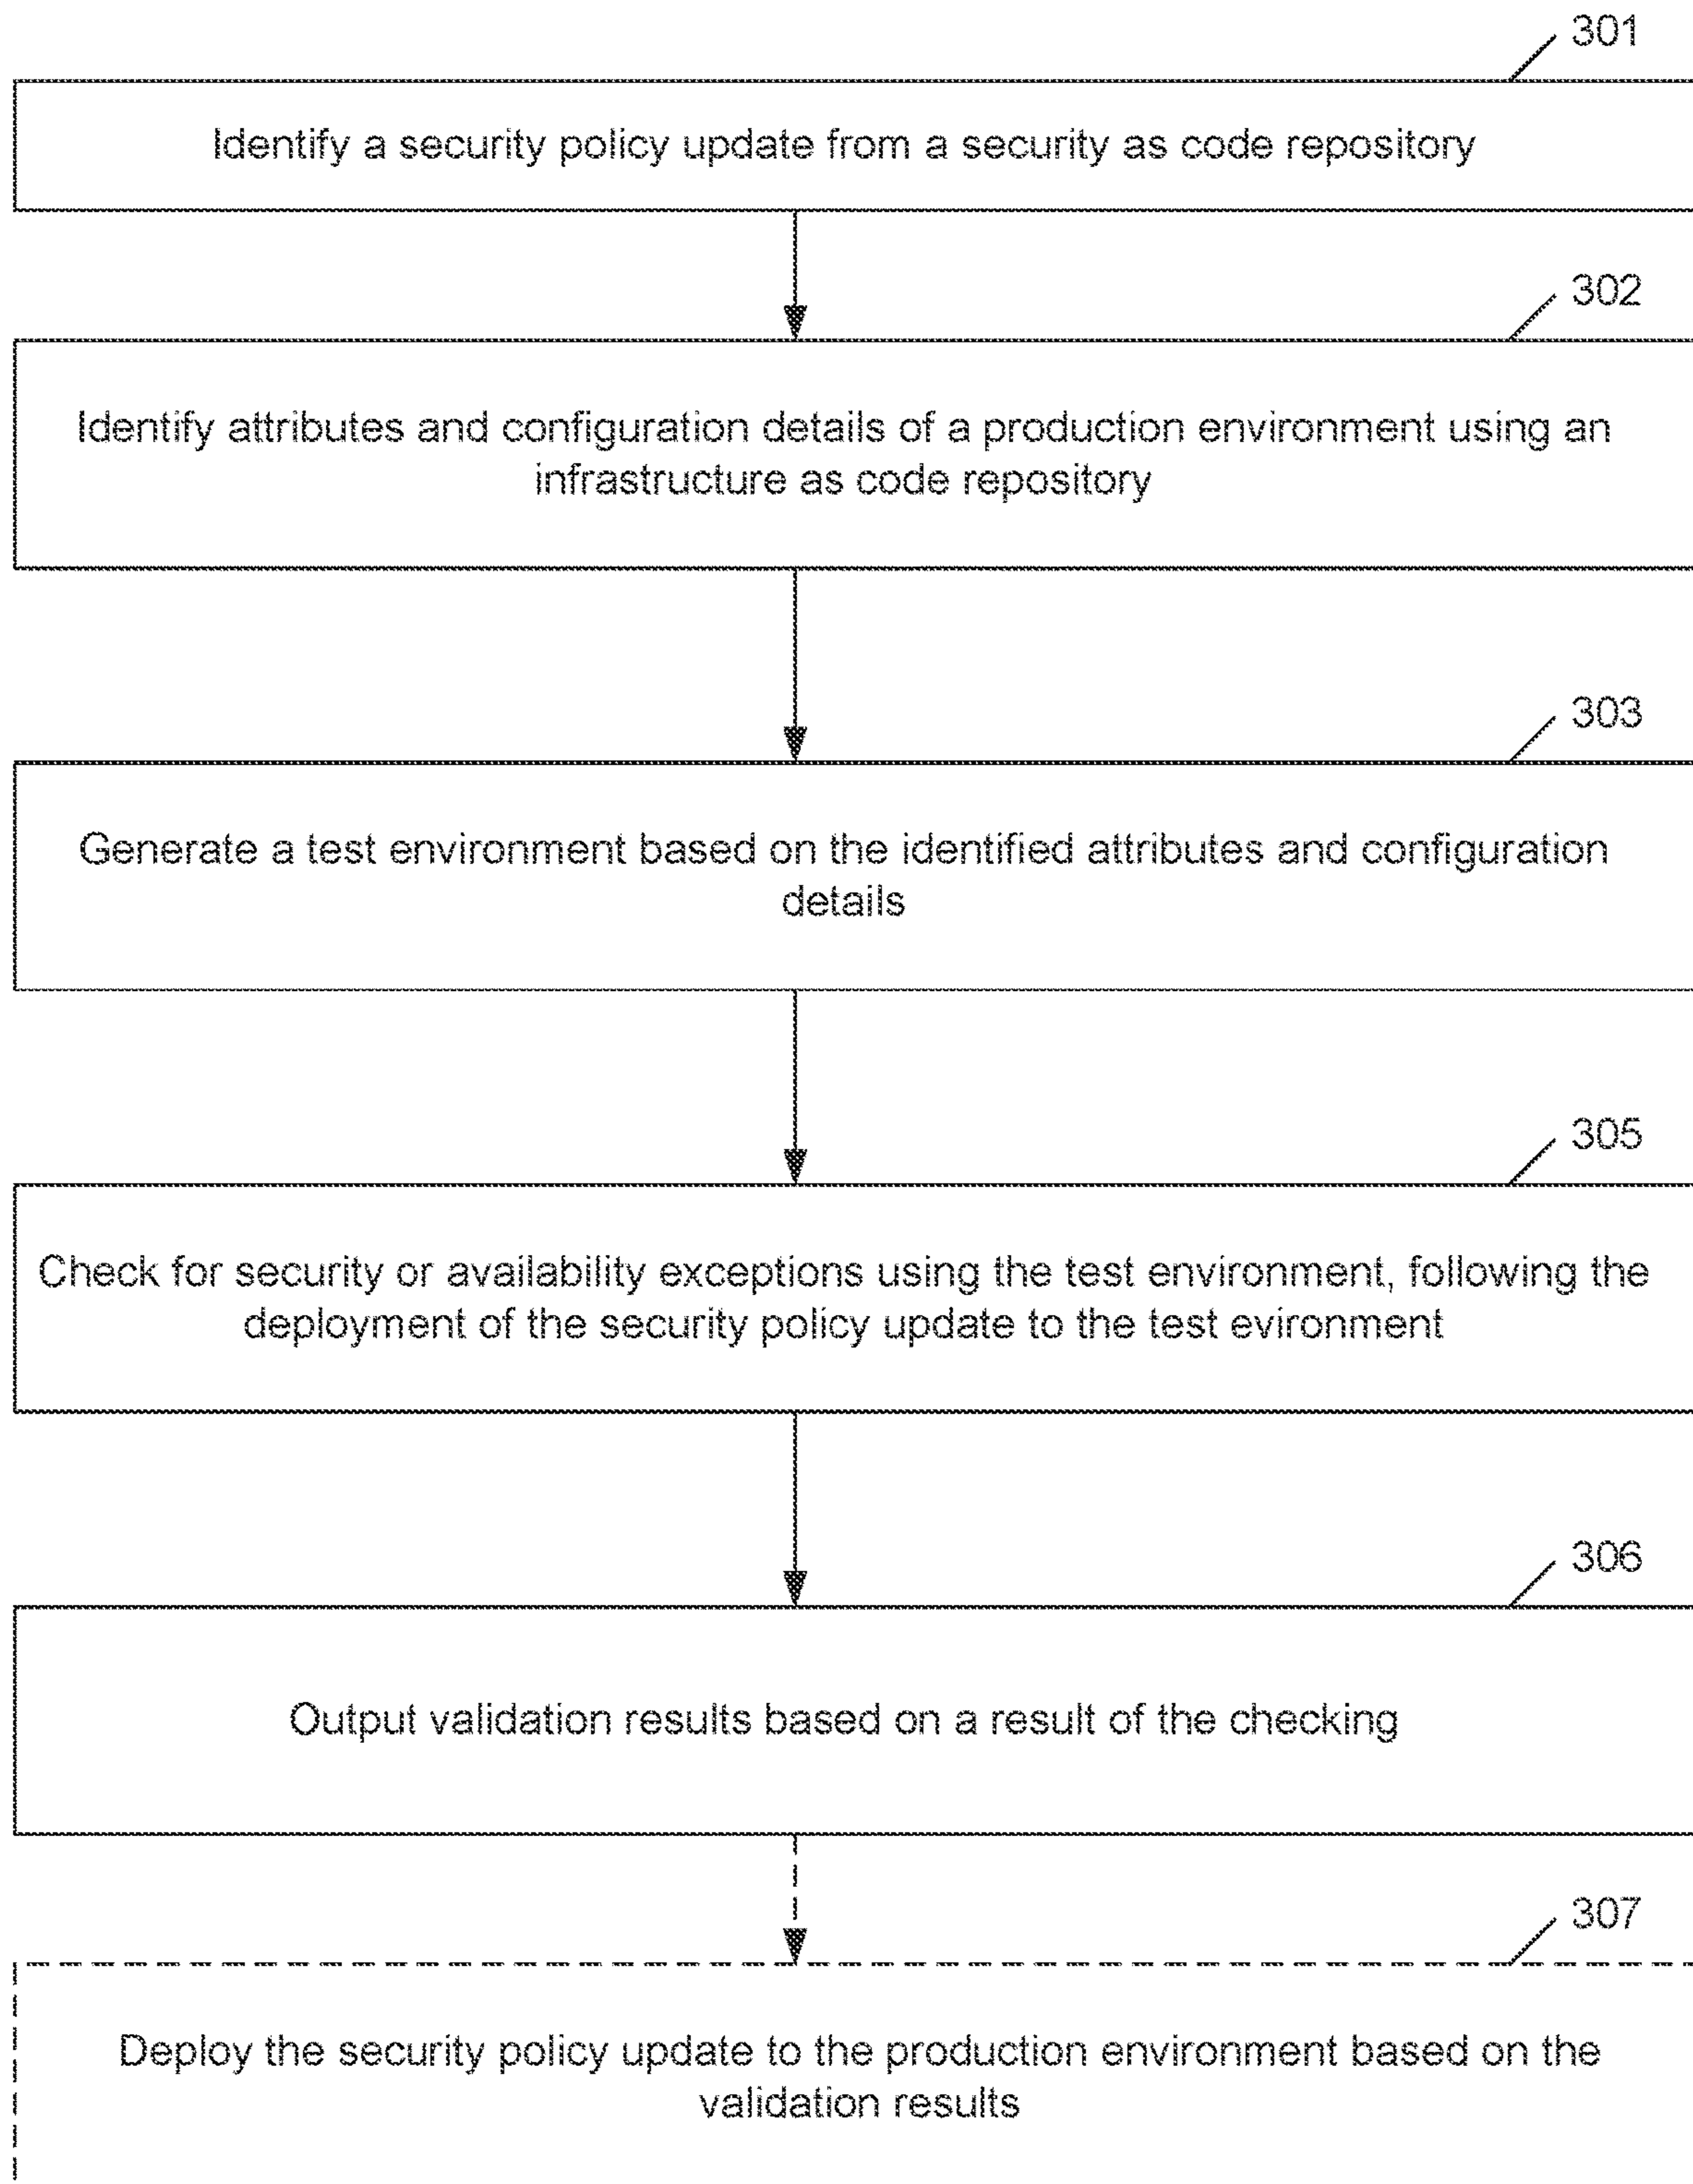 301
Identify a security policy update from a security as code repository
302
Identify attributes and configuration details of a production environment using an
infrastructure as code repository
303
Generate a test environment based on the identified attributes and configuration
details
305
Check for security or availability exceptions using the test environment, following the
deployment of the security policy update to the test evironment
306
Output validation results based on a result of the checking
307
Deploy the security policy update to the production environment based on the
validation results